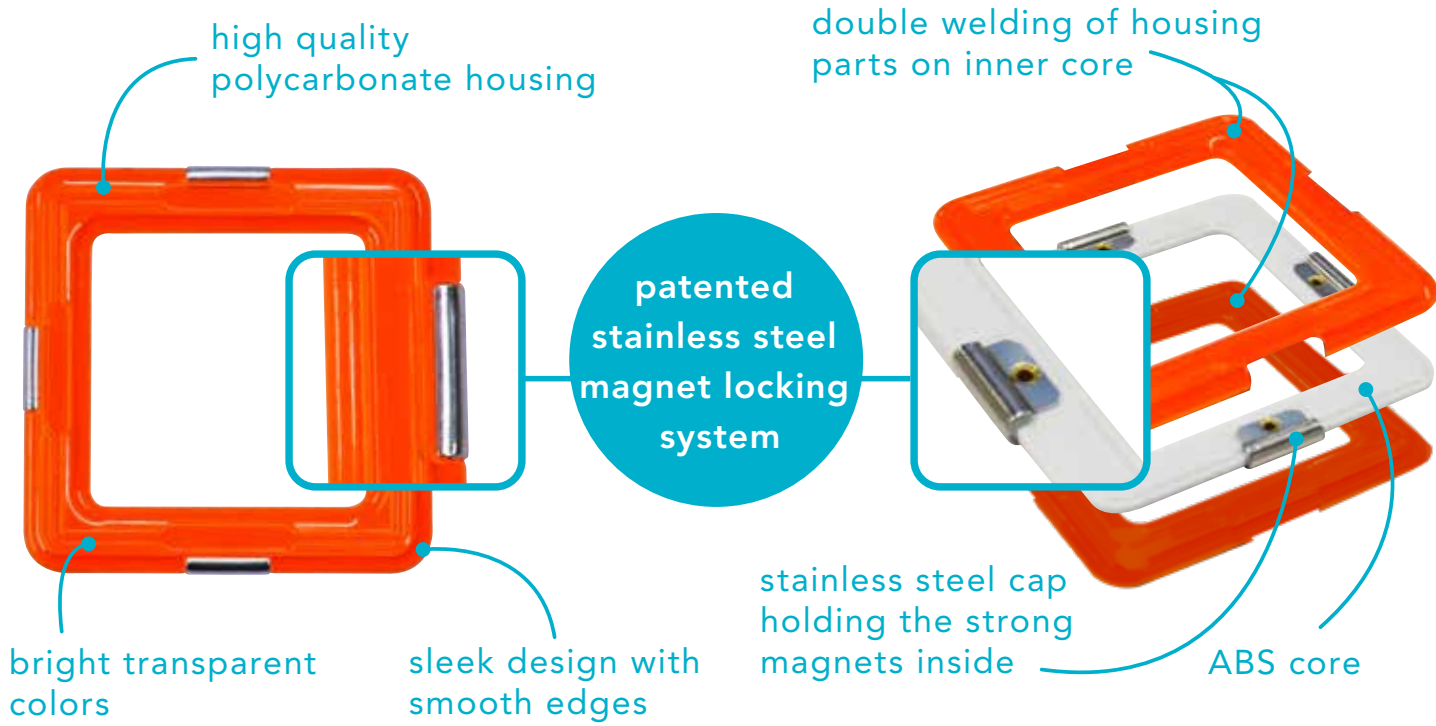 high quality
polycarbonate housing
double welding of housing
parts on inner core
patented
stainless steel
magnet locking
system
bright transparent
colors
sleek design with
smooth edges
stainless steel cap
holding the strong
magnets inside
ABS core